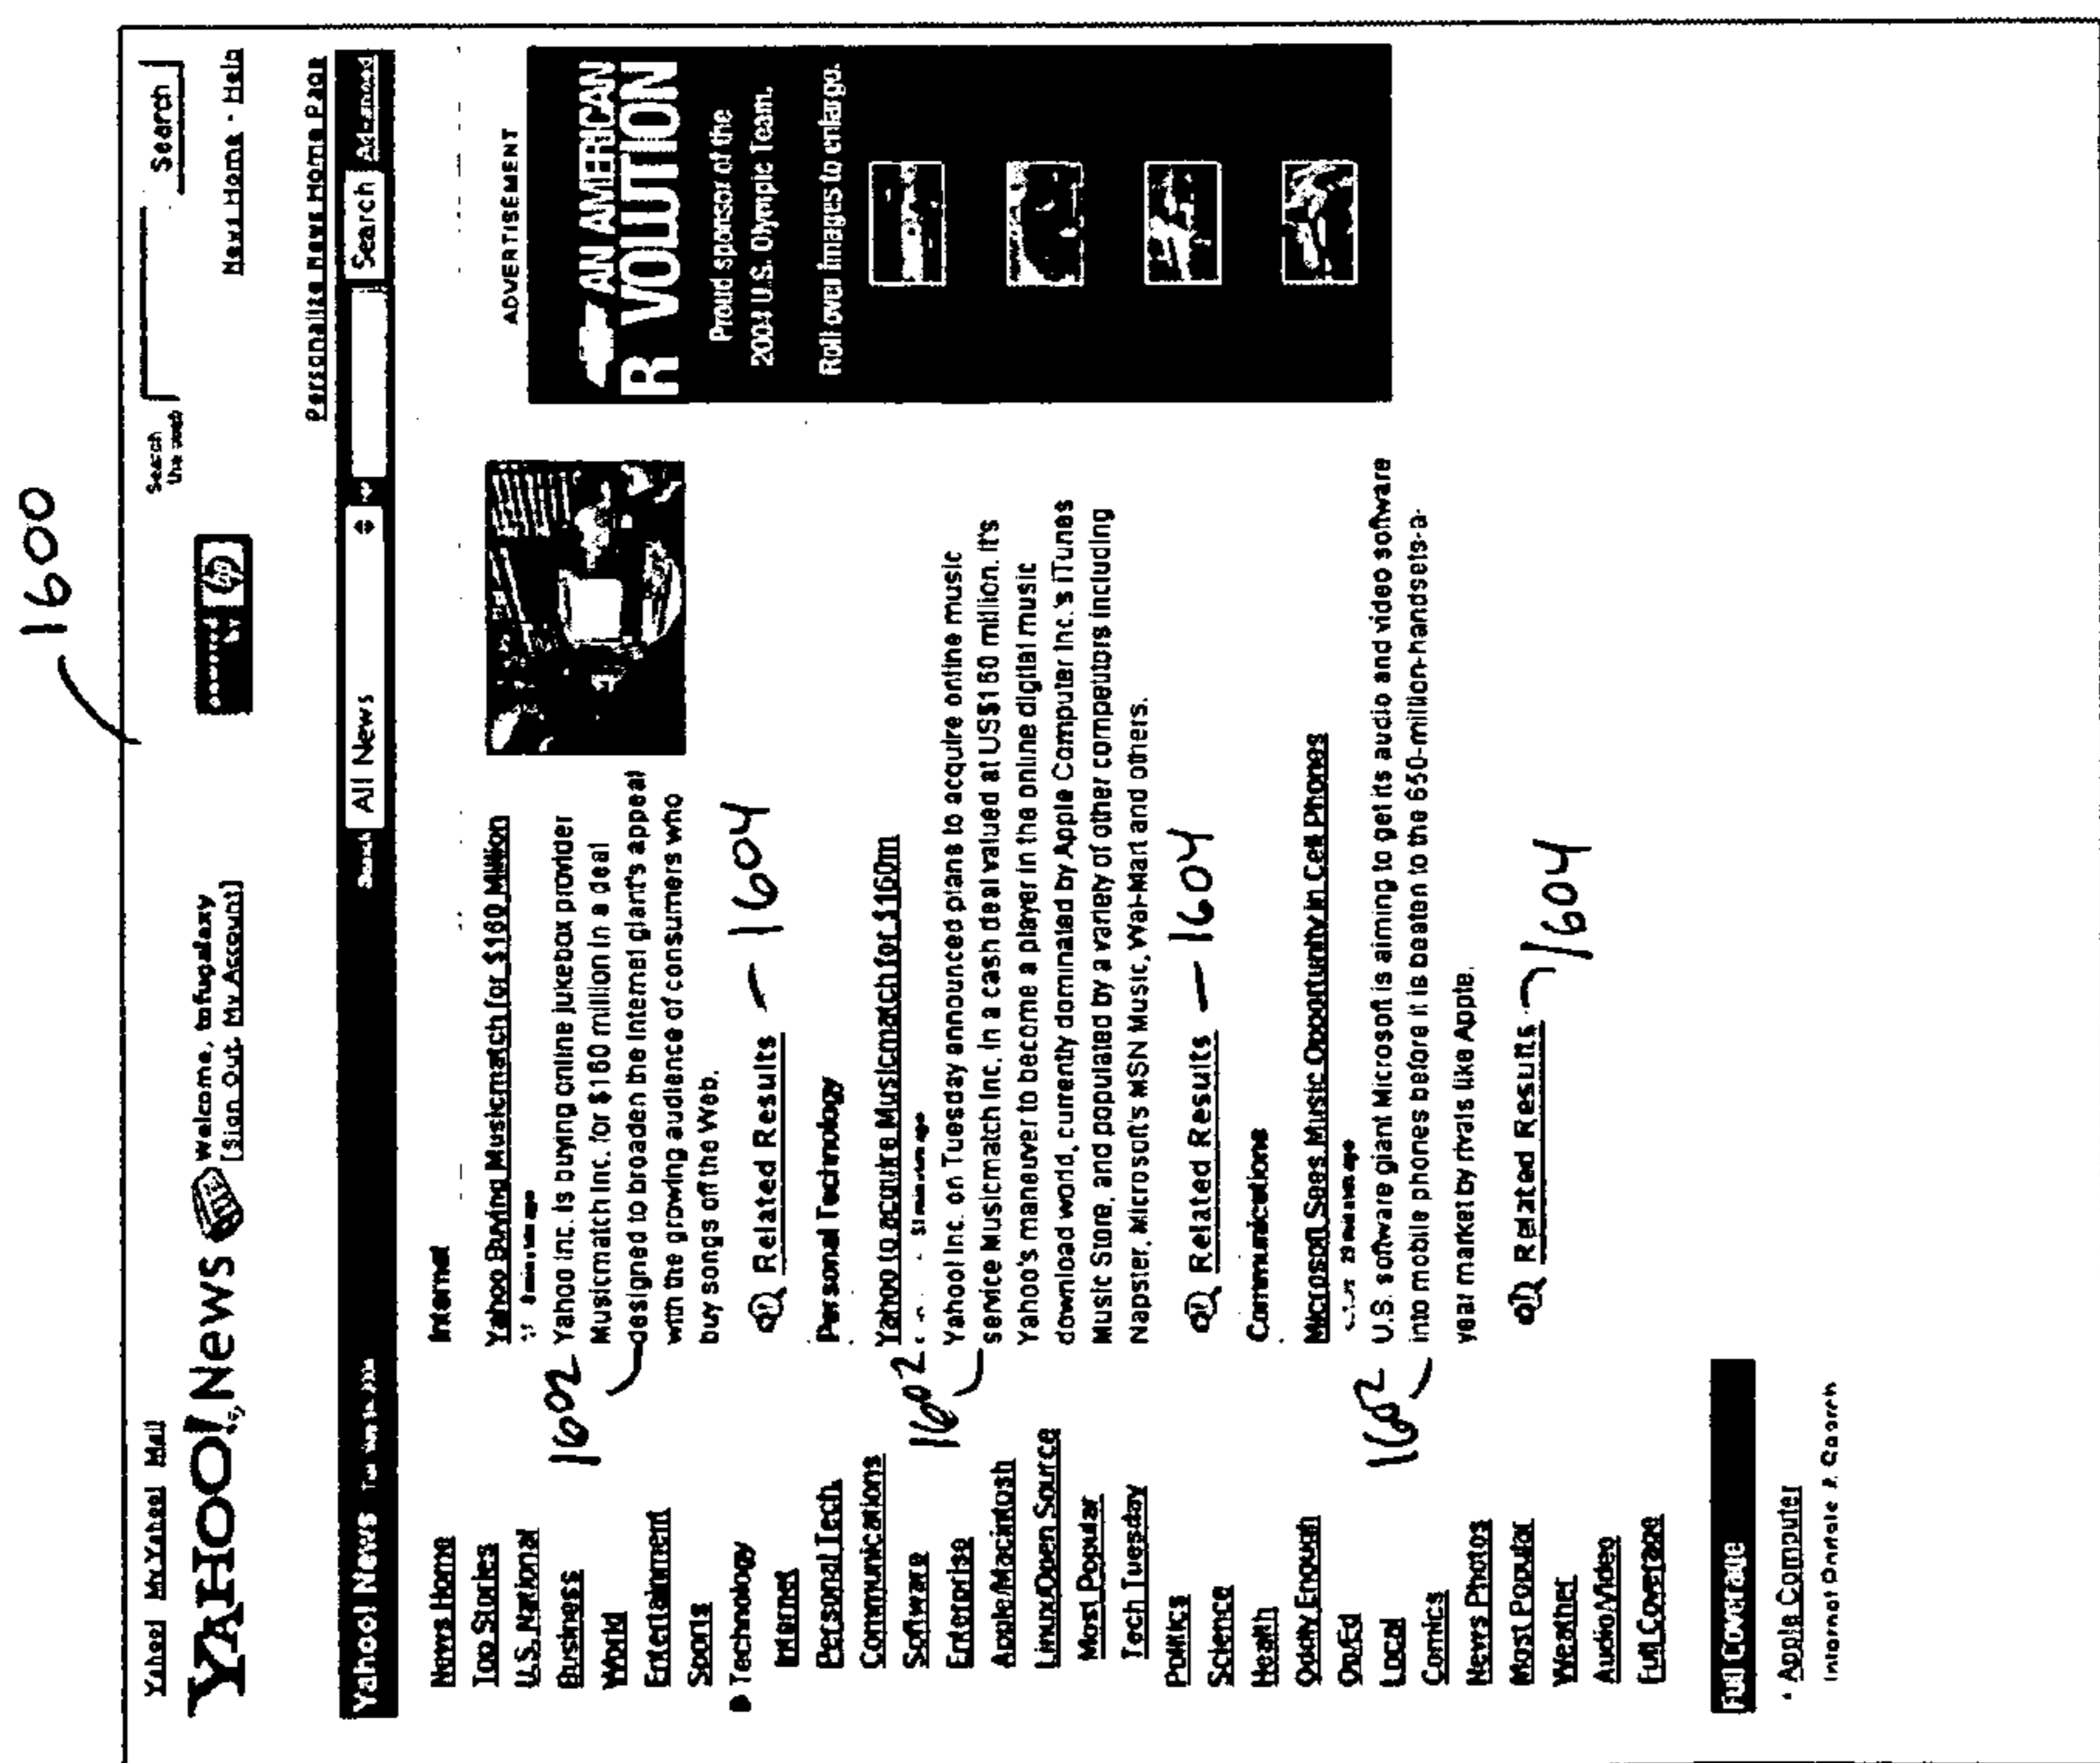 1600
Yahoo! My Yahoo! Mail
Search
the web
Search
YAHOO! News
Welcome, tofugalaxy
[Sign Out, My Account]
powered by hp
News Home - Help
Personalize News Home Page
Yahoo! News
Search
All News
Search
Advanced
News Home
Top Stories
U.S. National
Business
World
Entertainment
Sports
Technology
Internet
Personal Tech
Communications
Software
Enterprise
Apple/Macintosh
Linux/Open Source
Most Popular
Tech Tuesday
Politics
Science
Health
Oddly Enough
Op/Ed
Local
Comics
News Photos
Most Popular
Weather
Audio/Video
Full Coverage
Full Coverage
Apple Computer
Internet
Yahoo Buying Musicmatch for $160 Million
minutes ago
1602
Yahoo Inc. is buying online jukebox provider
Musicmatch Inc. for $160 million in a deal
designed to broaden the Internet giant's appeal
with the growing audience of consumers who
buy songs off the Web.
Related Results
1604
Personal Technology
Yahoo to acquire Musicmatch for $160m
51 minutes ago
1602
Yahoo! Inc. on Tuesday announced plans to acquire online music
service Musicmatch Inc. in a cash deal valued at US$160 million. It's
Yahoo's maneuver to become a player in the online digital music
download world, currently dominated by Apple Computer Inc.'s iTunes
Music Store, and populated by a variety of other competitors including
Napster, Microsoft's MSN Music, Wal-Mart and others.
Related Results
1604
Communications
Microsoft Sees Music Opportunity in Cell Phones
29 minutes ago
1602
U.S. software giant Microsoft is aiming to get its audio and video software
into mobile phones before it is beaten to the 650-million-handsets-a-
year market by rivals like Apple.
Related Results
1604
ADVERTISEMENT
AN AMERICAN
R VOLUTION
Proud sponsor of the
2004 U.S. Olympic Team.
Roll over images to enlarge.